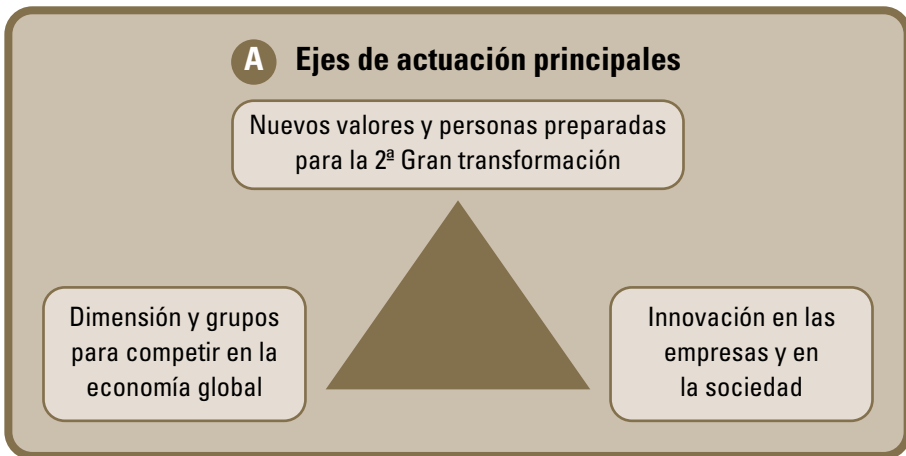 A Ejes de actuación principales
Nuevos valores y personas preparadas
para la 2ª Gran transformación
Dimensión y grupos
para competir en la
economía global
Innovación en las
empresas y en
la sociedad